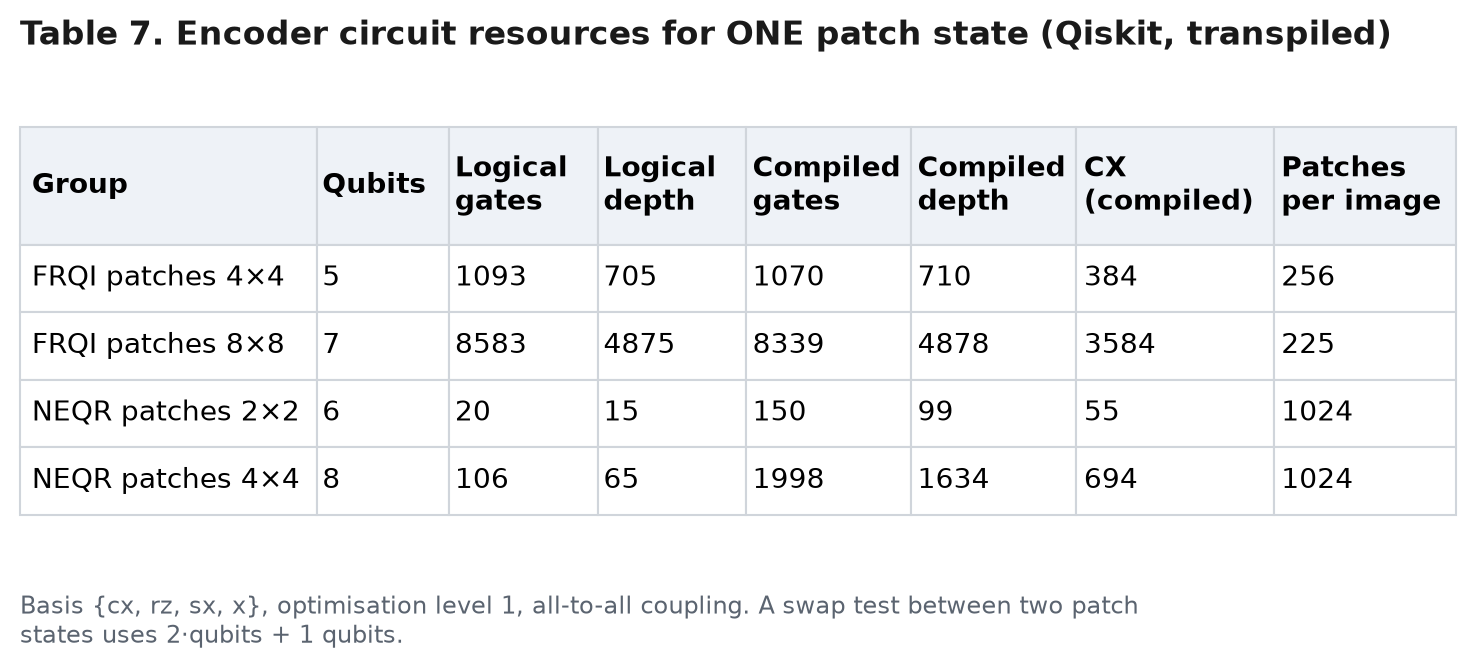 Table 7. Encoder circuit resources for ONE patch state (Qiskit, transpiled)
Group Qubits Logical gates Logical depth Compiled gates Compiled depth CX (compiled) Patches per image
FRQI patches 4×4 5 1093 705 1070 710 384 256
FRQI patches 8×8 7 8583 4875 8339 4878 3584 225
NEQR patches 2×2 6 20 15 150 99 55 1024
NEQR patches 4×4 8 106 65 1998 1634 694 1024
Basis {cx, rz, sx, x}, optimisation level 1, all-to-all coupling. A swap test between two patch
states uses 2·qubits + 1 qubits.